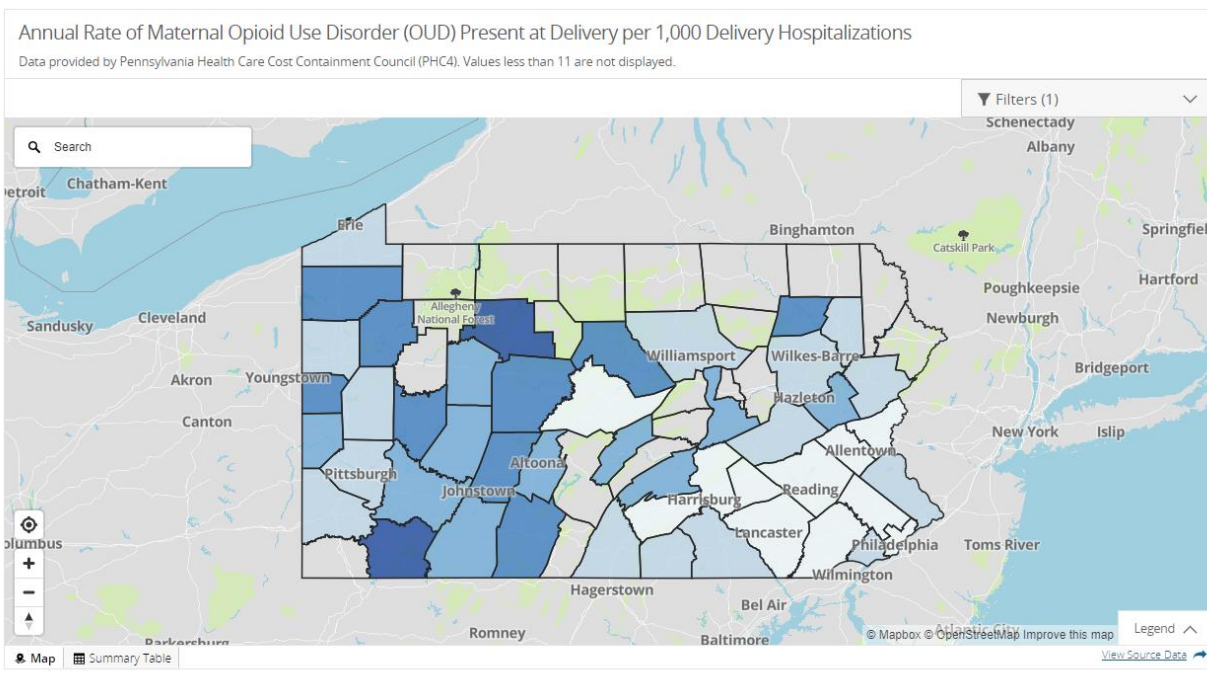 Annual Rate of Maternal Opioid Use Disorder (OUD) Present at Delivery per 1,000 Delivery Hospitalizations
Data provided by Pennsylvania Health Care Cost Containment Council (PHC4). Values less than 11 are not displayed.
Filters (1)
Search
Schenectady
Albany
Chatham-Kent
etroit
Erie
Binghamton
Springfiel
Catskill Park
Hartford
Poughkeepsie
Allegheny
National Forest
Cleveland
Sandusky
Newburgh
Williamsport
Wilkes-Barre
Bridgeport
Akron
Youngstown
Hazleton
Canton
New York
Islip
Allentown
Altoona
Pittsburgh
Johnstown
Reading
Harrisburg
Lancaster
Philadelphia
Toms River
olumbus
Wilmington
Hagerstown
Bel Air
Romney
Baltimore
Atlantic City
Parkersburg
© Mapbox © OpenStreetMap Improve this map
Legend
Map
Summary Table
View Source Data